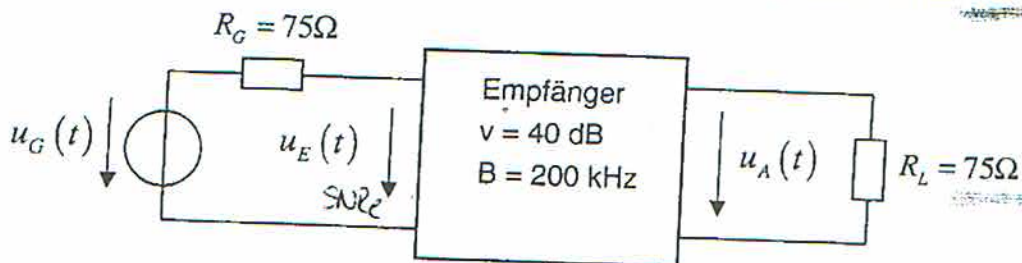 R_G = 75Ω
Empfänger
v = 40 dB
B = 200 kHz
u_G(t)
u_E(t)
u_A(t)
R_L = 75Ω